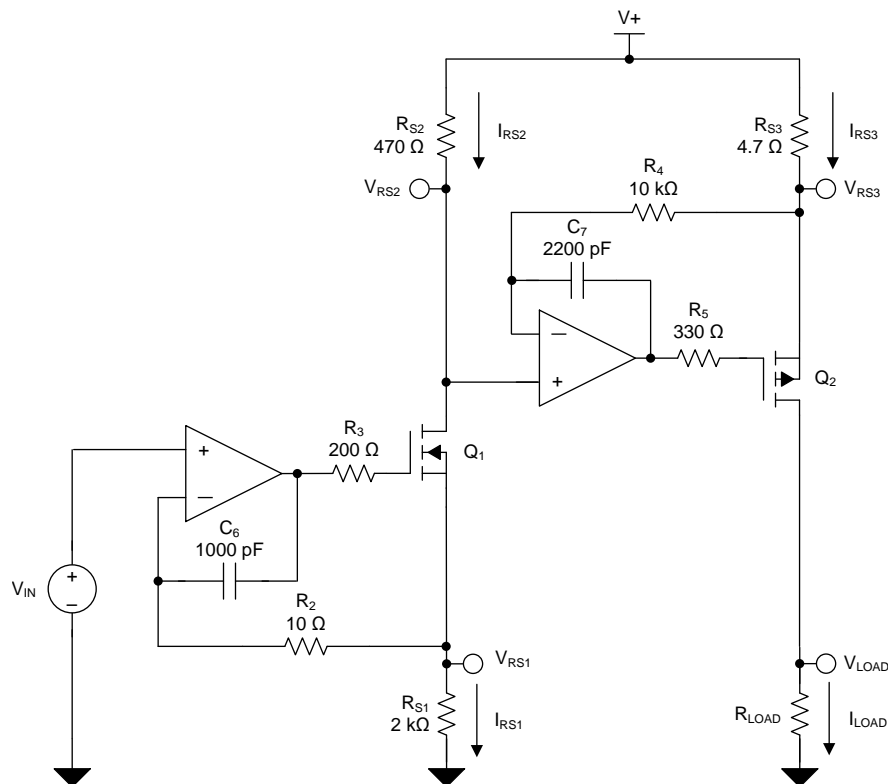 V+
RS2
470 Ω
IRS2
RS3
4.7 Ω
IRS3
VRS2
R4
10 kΩ
VRS3
C7
2200 pF
R5
330 Ω
−
+
Q2
R3
200 Ω
Q1
+
−
C6
1000 pF
VIN
+
−
R2
10 Ω
VRS1
VLOAD
RS1
2 kΩ
IRS1
RLOAD
ILOAD